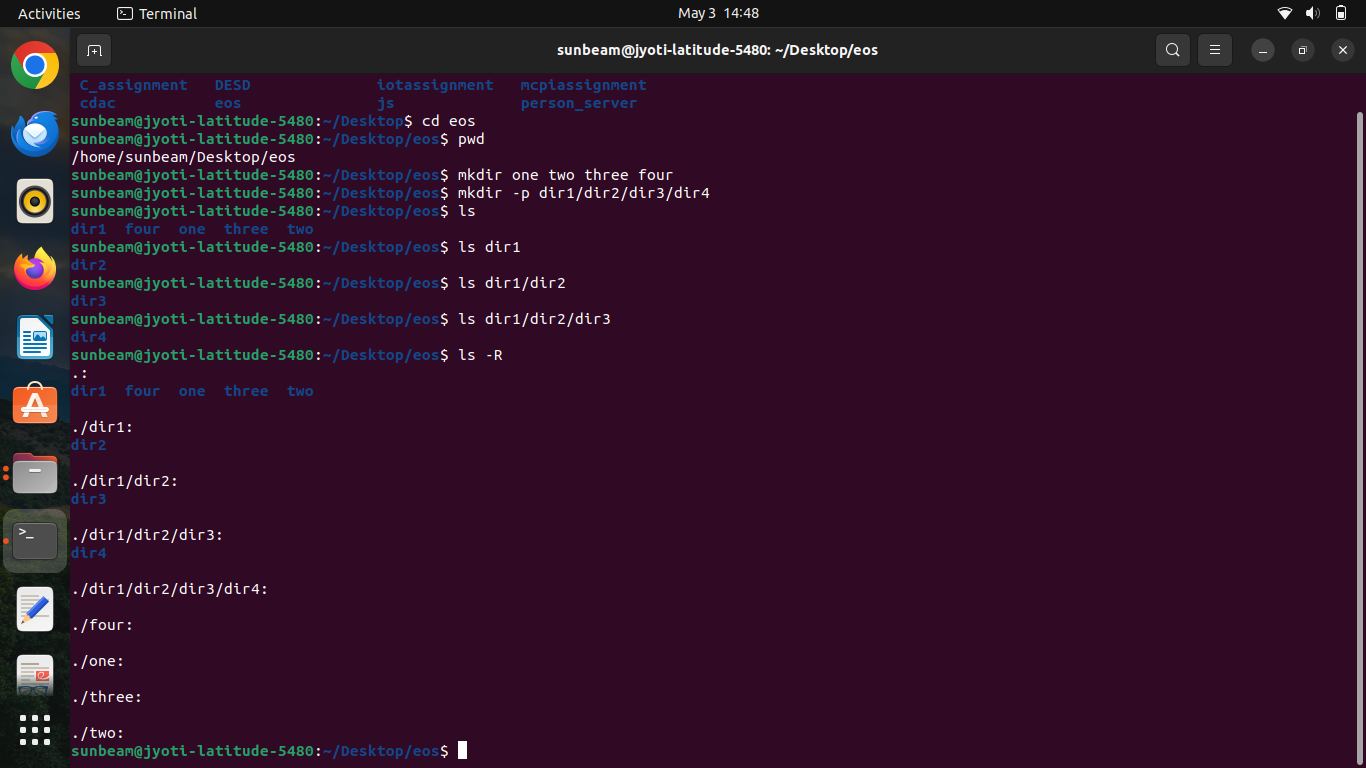 Activities Terminal May 3 14:48
sunbeam@jyoti-latitude-5480: ~/Desktop/eos
C_assignment DESD iotassignment mcpiassignment
cdac eos js person_server
sunbeam@jyoti-latitude-5480:~/Desktop$ cd eos
sunbeam@jyoti-latitude-5480:~/Desktop/eos$ pwd
/home/sunbeam/Desktop/eos
sunbeam@jyoti-latitude-5480:~/Desktop/eos$ mkdir one two three four
sunbeam@jyoti-latitude-5480:~/Desktop/eos$ mkdir -p dir1/dir2/dir3/dir4
sunbeam@jyoti-latitude-5480:~/Desktop/eos$ ls
dir1 four one three two
sunbeam@jyoti-latitude-5480:~/Desktop/eos$ ls dir1
dir2
sunbeam@jyoti-latitude-5480:~/Desktop/eos$ ls dir1/dir2
dir3
sunbeam@jyoti-latitude-5480:~/Desktop/eos$ ls dir1/dir2/dir3
dir4
sunbeam@jyoti-latitude-5480:~/Desktop/eos$ ls -R
.:
dir1 four one three two
./dir1:
dir2
./dir1/dir2:
dir3
./dir1/dir2/dir3:
dir4
./dir1/dir2/dir3/dir4:
./four:
./one:
./three:
./two:
sunbeam@jyoti-latitude-5480:~/Desktop/eos$